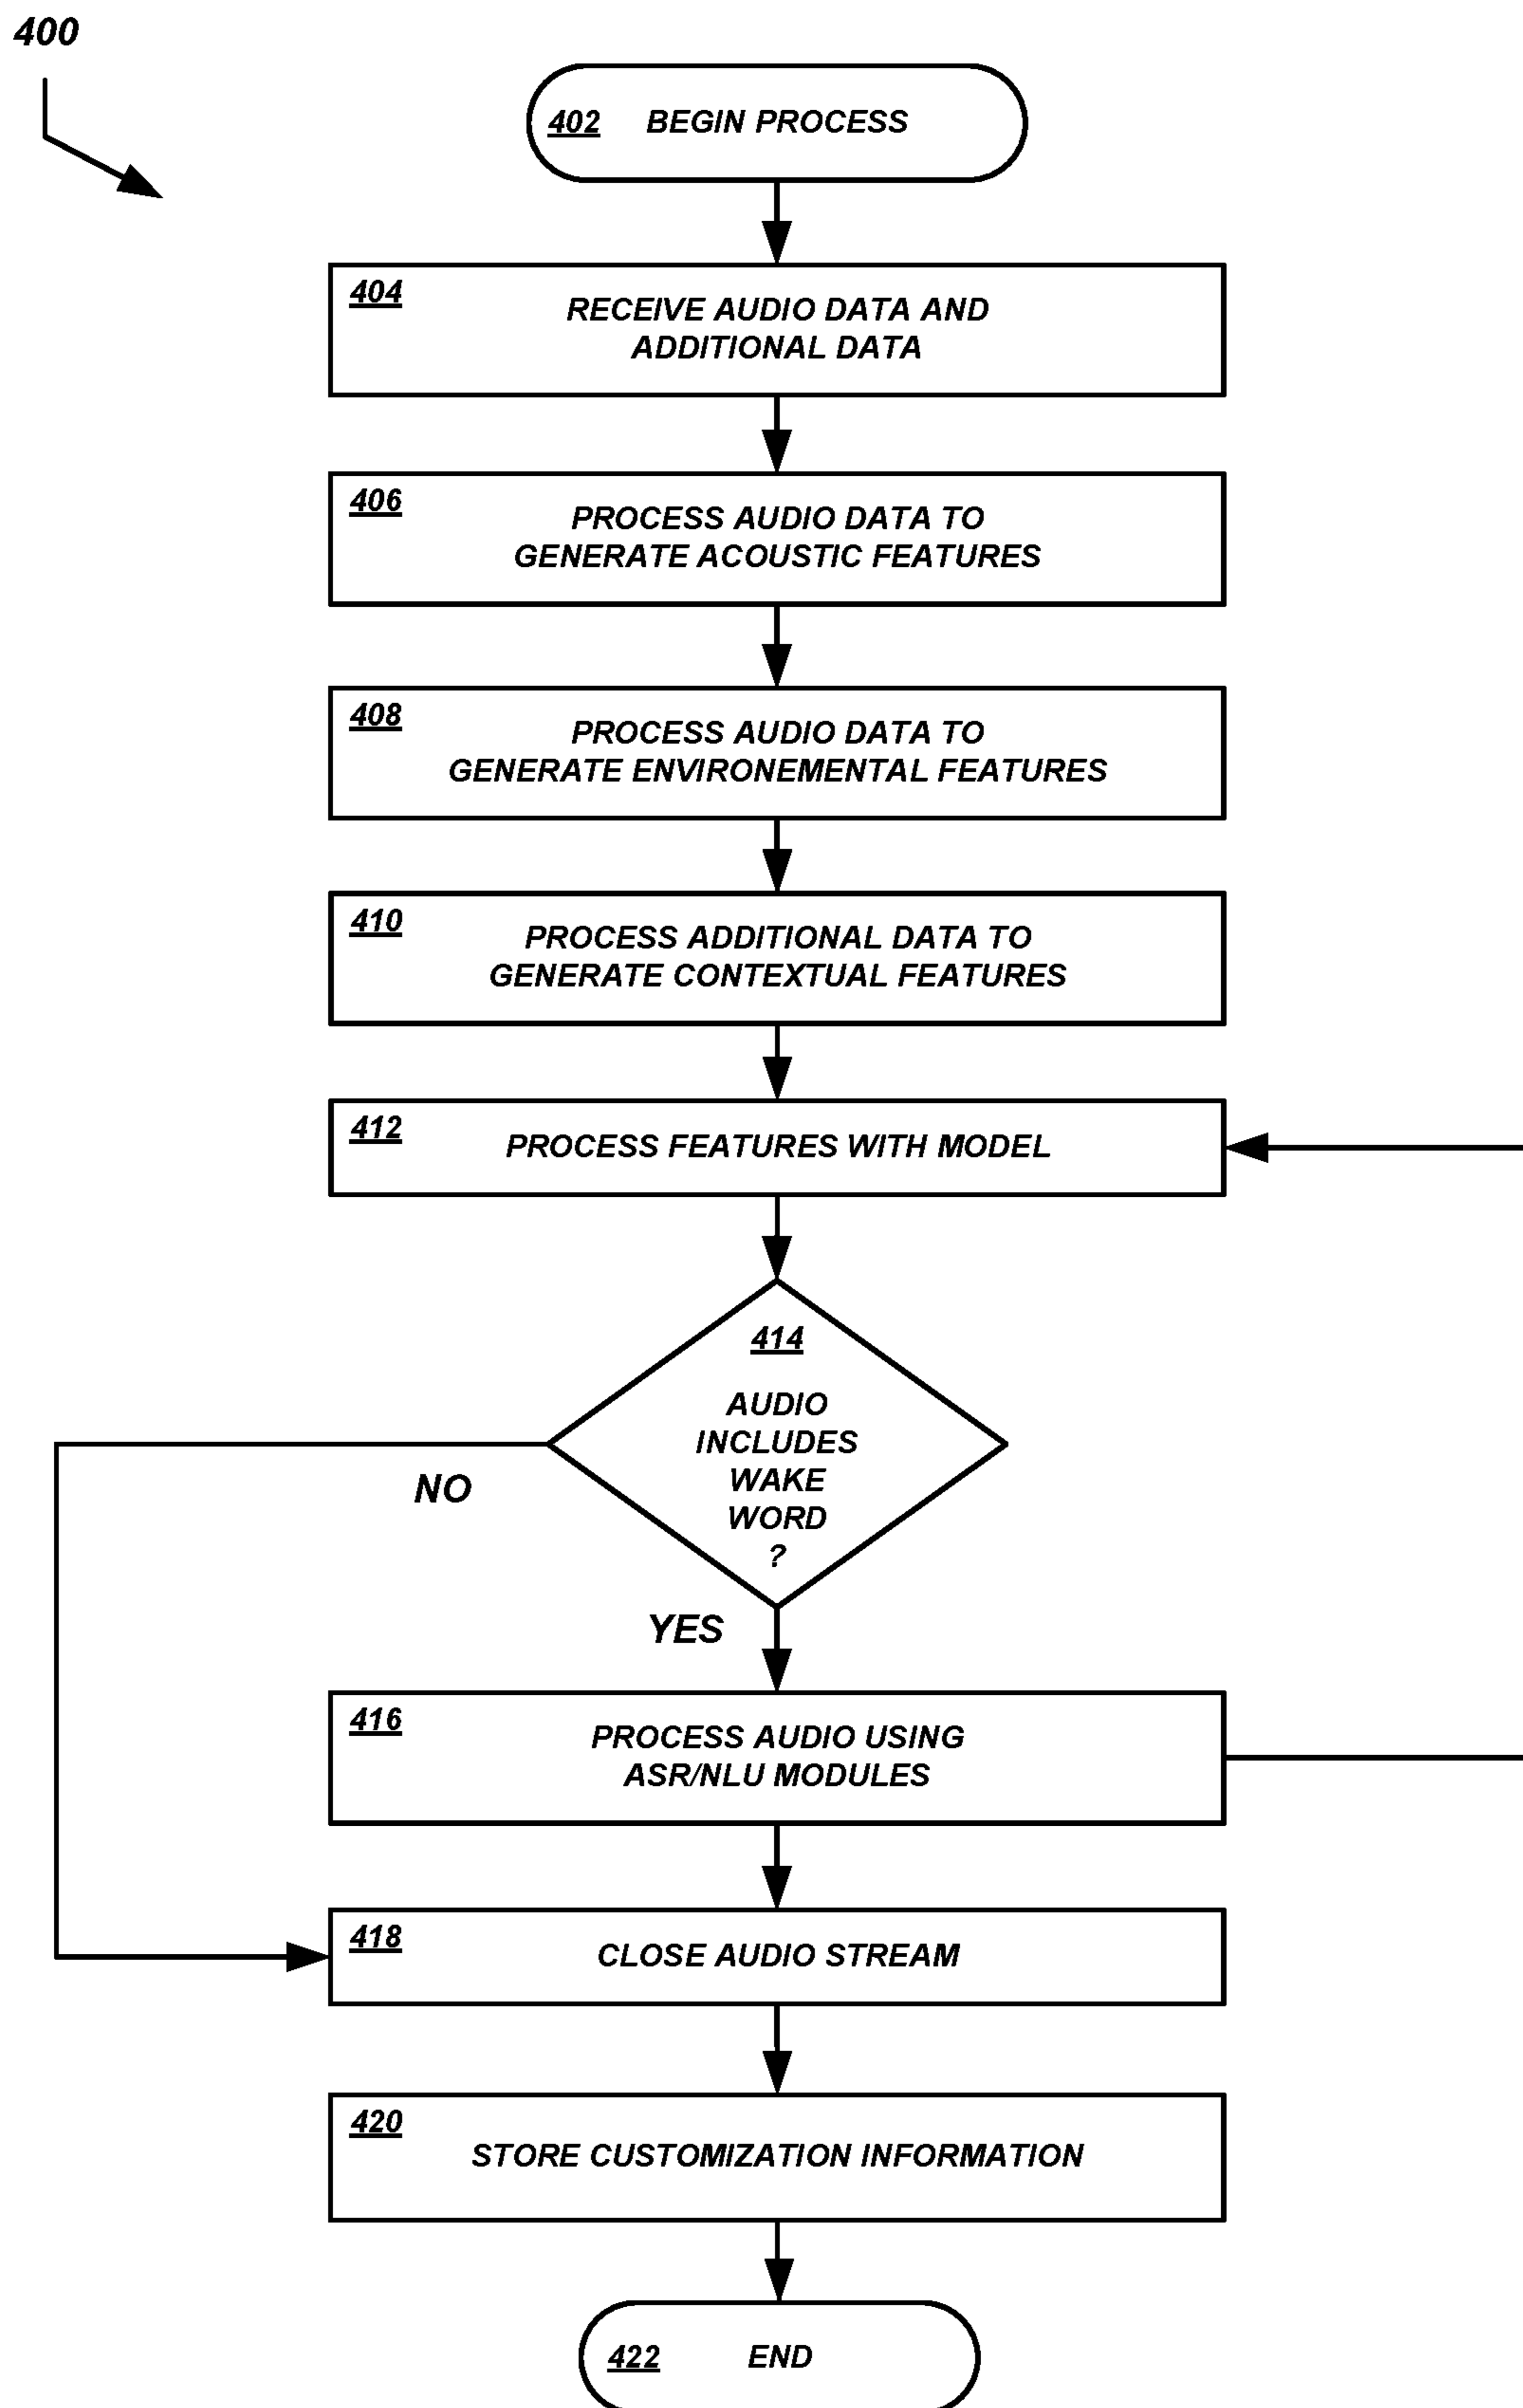 400
402 BEGIN PROCESS
404
RECEIVE AUDIO DATA AND
ADDITIONAL DATA
406
PROCESS AUDIO DATA TO
GENERATE ACOUSTIC FEATURES
408
PROCESS AUDIO DATA TO
GENERATE ENVIRONEMENTAL FEATURES
410
PROCESS ADDITIONAL DATA TO
GENERATE CONTEXTUAL FEATURES
412
PROCESS FEATURES WITH MODEL
414
AUDIO
INCLUDES
WAKE
WORD
?
NO
YES
416
PROCESS AUDIO USING
ASR/NLU MODULES
418
CLOSE AUDIO STREAM
420
STORE CUSTOMIZATION INFORMATION
422 END